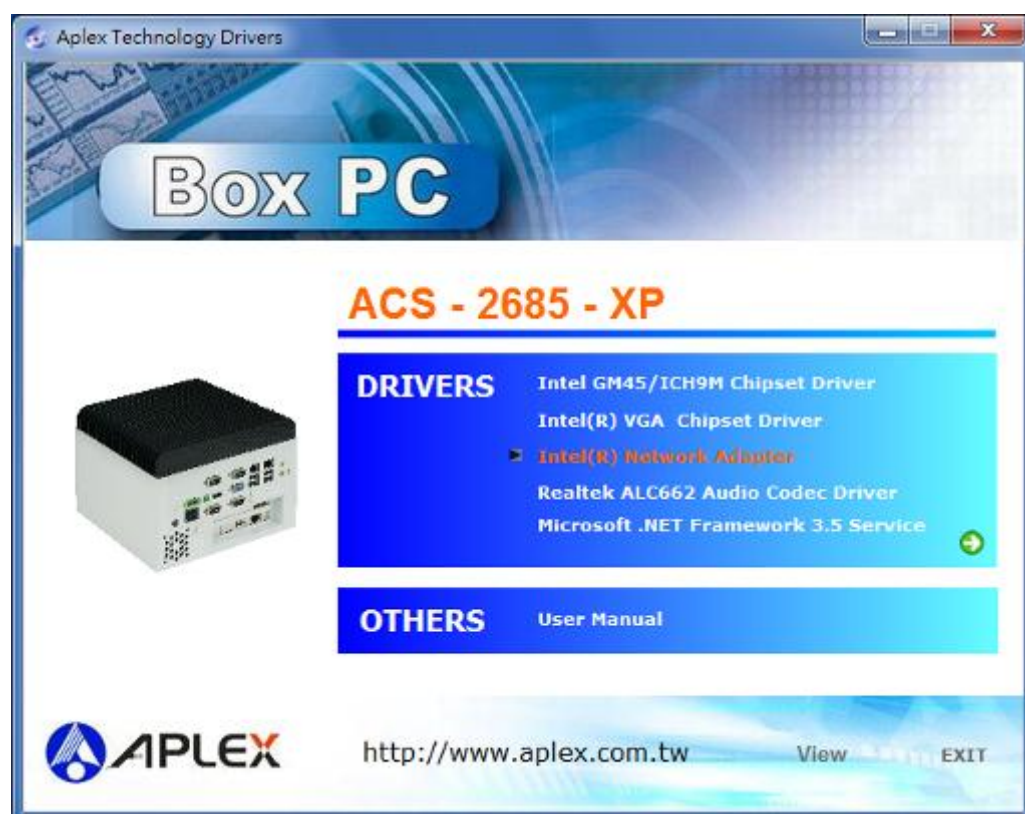 Aplex Technology Drivers
Box PC
ACS - 2685 - XP
DRIVERS
Intel GM45/ICH9M Chipset Driver
Intel(R) VGA Chipset Driver
Intel(R) Network Adapter
Realtek ALC662 Audio Codec Driver
Microsoft .NET Framework 3.5 Service
OTHERS
User Manual
APLEX
http://www.aplex.com.tw
View
EXIT